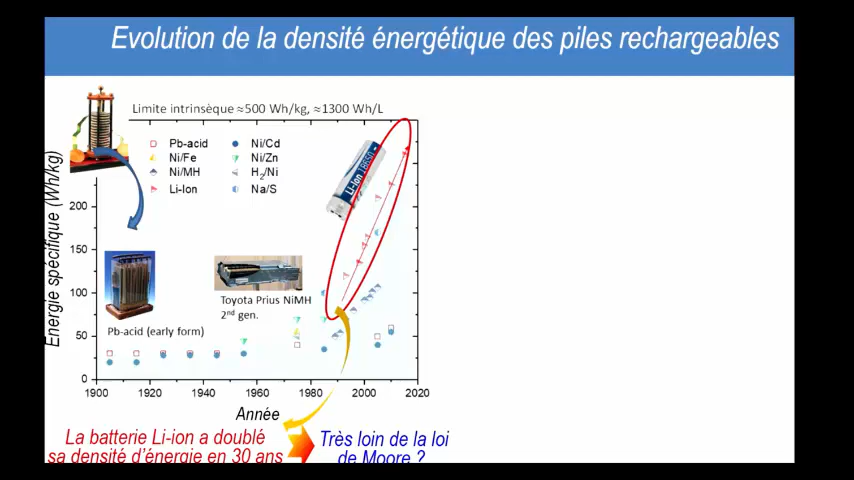 Evolution de la densité énergétique des piles rechargeables
Limite intrinsèque ≈500 Wh/kg, ≈1300 Wh/L
Pb-acid
Ni/Cd
Ni/Fe
Ni/Zn
Ni/MH
H2/Ni
Li-Ion
Na/S
Li-Ion 18650
Energie spécifique (Wh/kg)
200
150
100
50
0
Toyota Prius NiMH
2nd gen.
Pb-acid (early form)
1900
1920
1940
1960
1980
2000
2020
Année
La batterie Li-ion a doublé
sa densité d'énergie en 30 ans
Très loin de la loi
de Moore ?